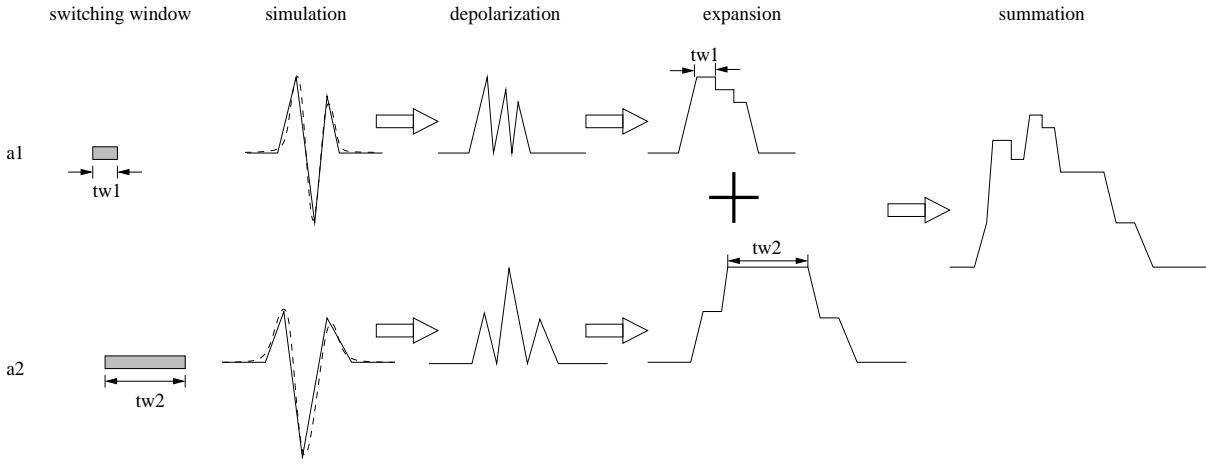 switching window simulation depolarization expansion summation
tw1
a1
tw1
tw2
a2
tw2